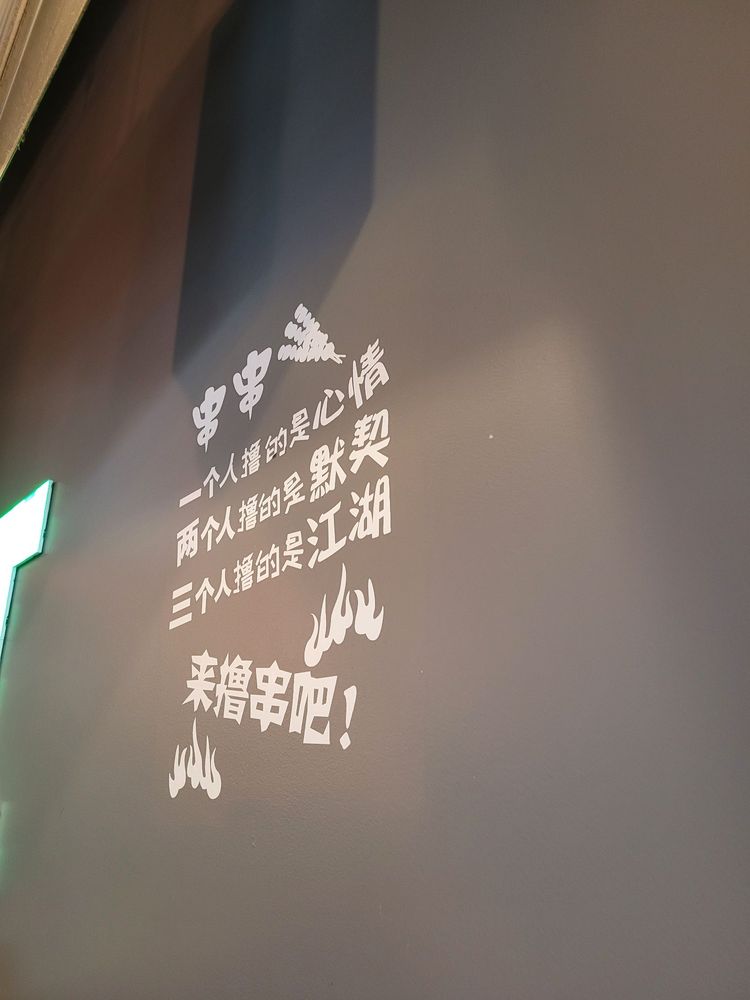 串串
一个人撸的是心情
两个人撸的是默契
三个人撸的是江湖
来撸串吧！